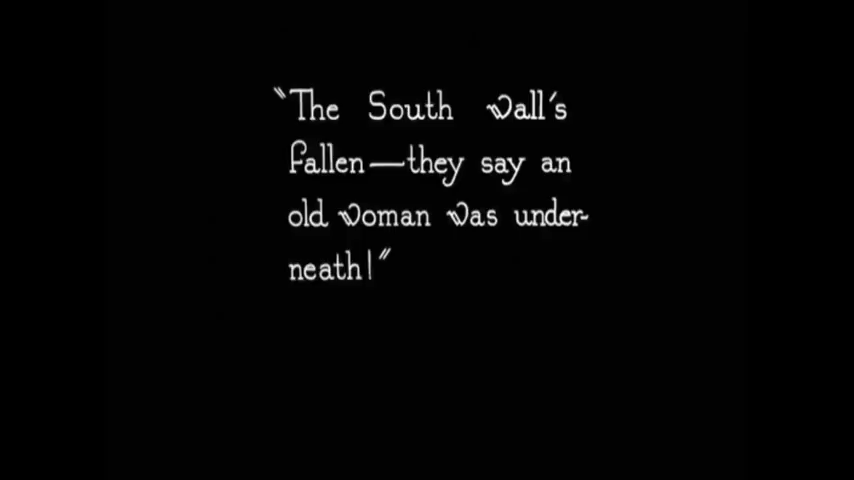 "The South Wall's
fallen—they say an
old woman was under-
neath!"